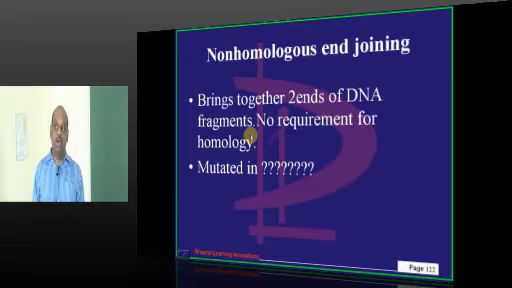 Nonhomologous end joining
• Brings together 2ends of DNA
fragments.No requirement for
homology.
• Mutated in ????????
Page 122